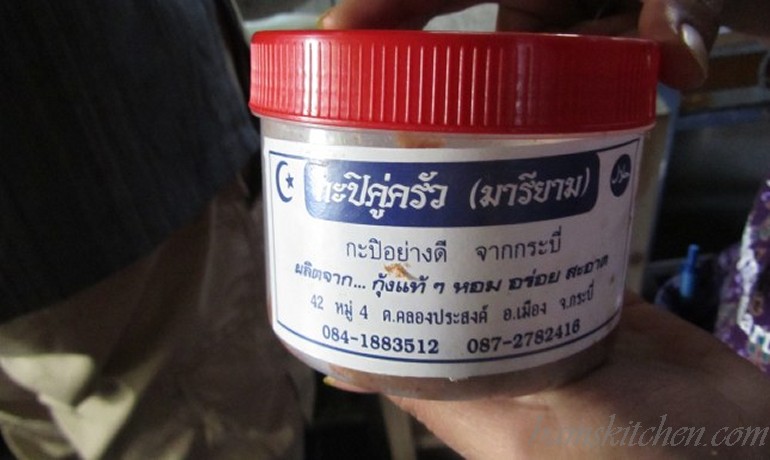 กะปิคู่ครัว (มารียาม)
กะปิอย่างดี จากกระบี่
ผลิตจาก... กุ้งแท้ ๆ หอม อร่อย สะอาด
42 หมู่ 4 ต.คลองประสงค์ อ.เมือง จ.กระบี่
084-1883512 087-2782416
حلال